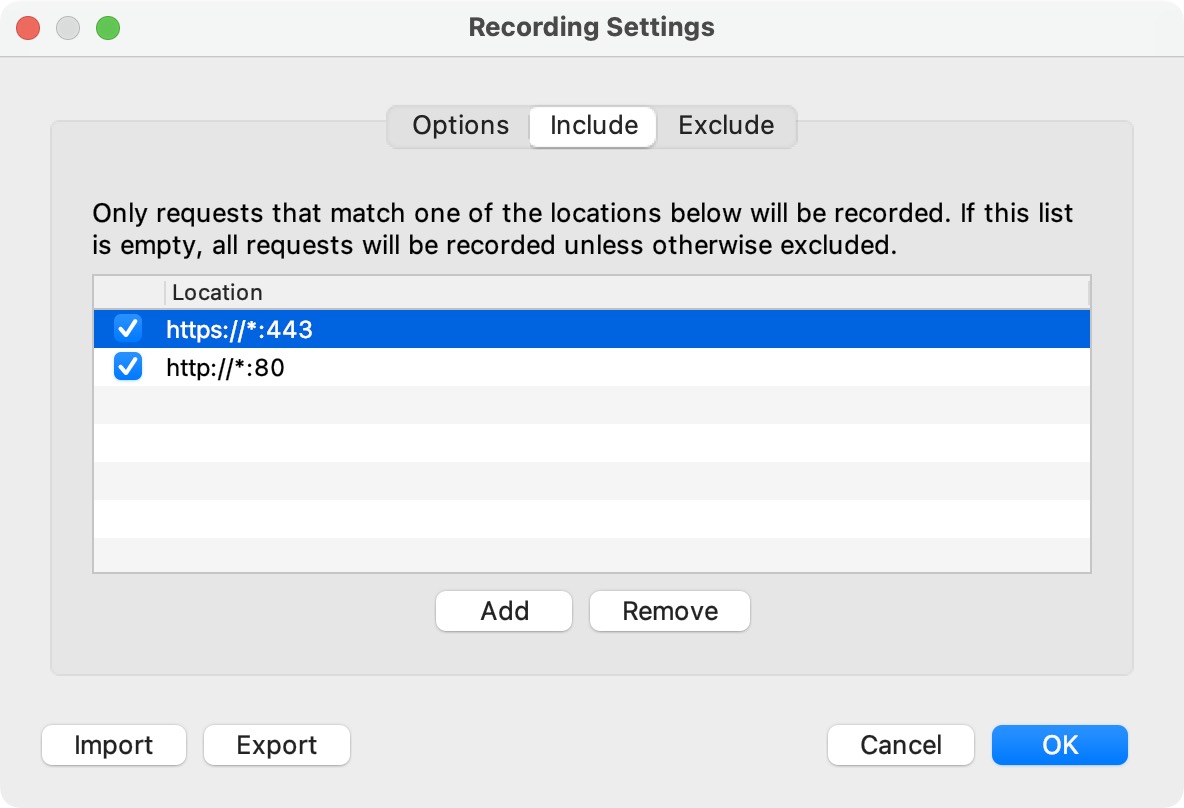 Recording Settings
Options Include Exclude
Only requests that match one of the locations below will be recorded. If this list
is empty, all requests will be recorded unless otherwise excluded.
Location
https://*:443
http://*:80
Add Remove
Import Export Cancel OK